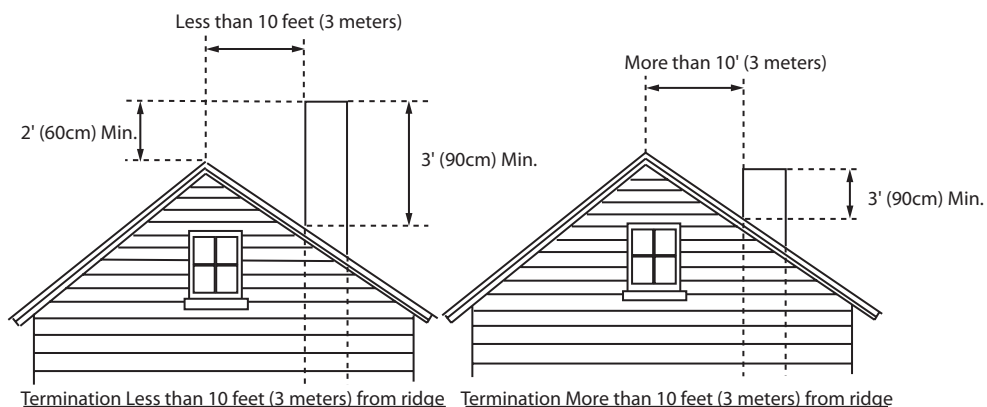 Less than 10 feet (3 meters)
2' (60cm) Min.
3' (90cm) Min.
Termination Less than 10 feet (3 meters) from ridge
More than 10' (3 meters)
3' (90cm) Min.
Termination More than 10 feet (3 meters) from ridge